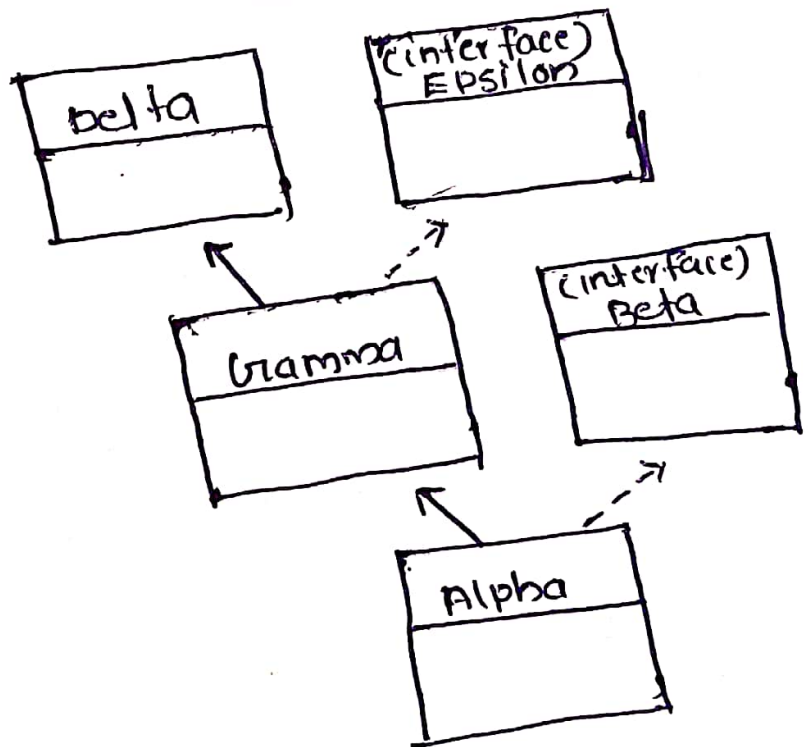 Delta
(interface)
Epsilon
Gamma
(interface)
Beta
Alpha